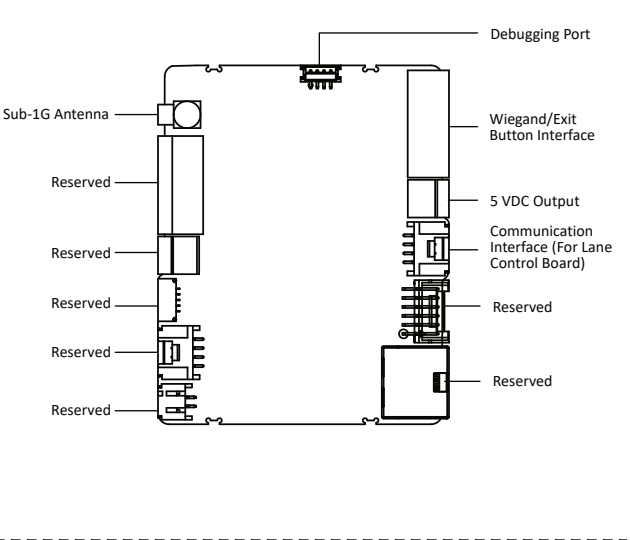 Debugging Port
Sub-1G Antenna
Wiegand/Exit
Button Interface
Reserved
5 VDC Output
Communication
Interface (For Lane
Control Board)
Reserved
Reserved
Reserved
Reserved
Reserved
Reserved